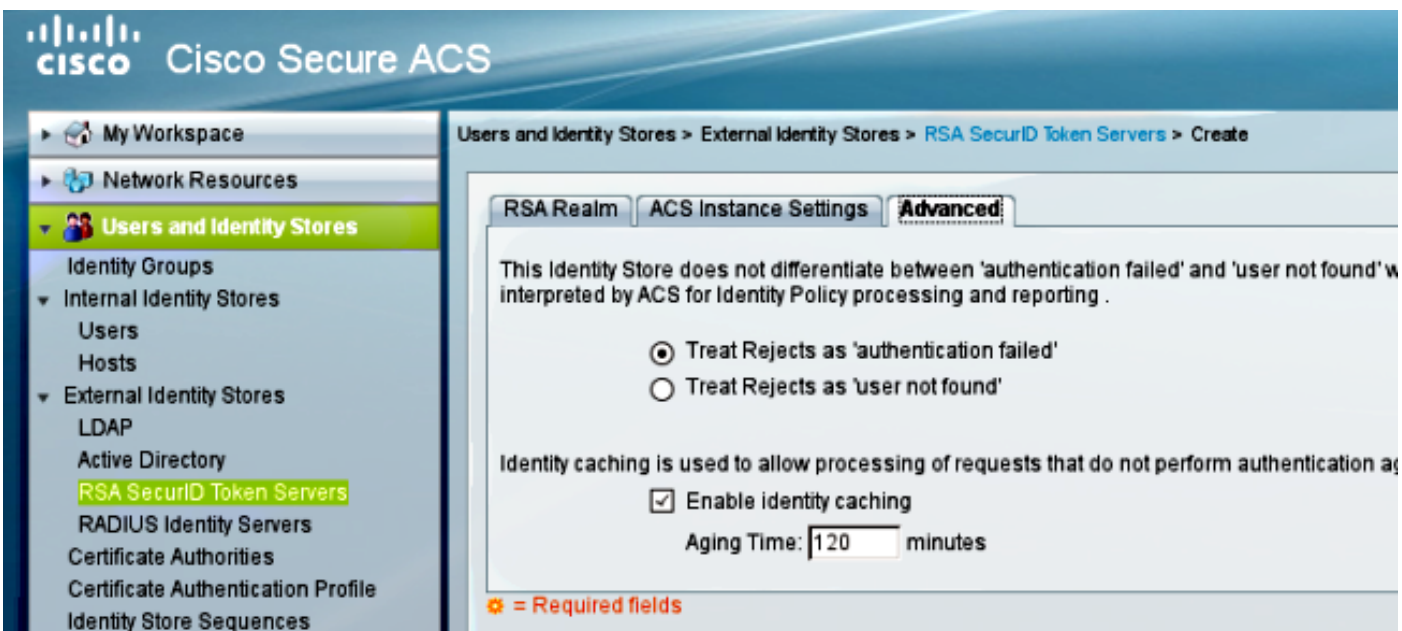 CISCO Cisco Secure ACS
My Workspace
Network Resources
Users and Identity Stores
Identity Groups
Internal Identity Stores
Users
Hosts
External Identity Stores
LDAP
Active Directory
RSA SecurID Token Servers
RADIUS Identity Servers
Certificate Authorities
Certificate Authentication Profile
Identity Store Sequences
Users and Identity Stores > External Identity Stores > RSA SecurID Token Servers > Create
RSA Realm ACS Instance Settings Advanced
This Identity Store does not differentiate between 'authentication failed' and 'user not found'
interpreted by ACS for Identity Policy processing and reporting .
Treat Rejects as 'authentication failed'
Treat Rejects as 'user not found'
Identity caching is used to allow processing of requests that do not perform authentication
Enable identity caching
Aging Time: 120 minutes
= Required fields